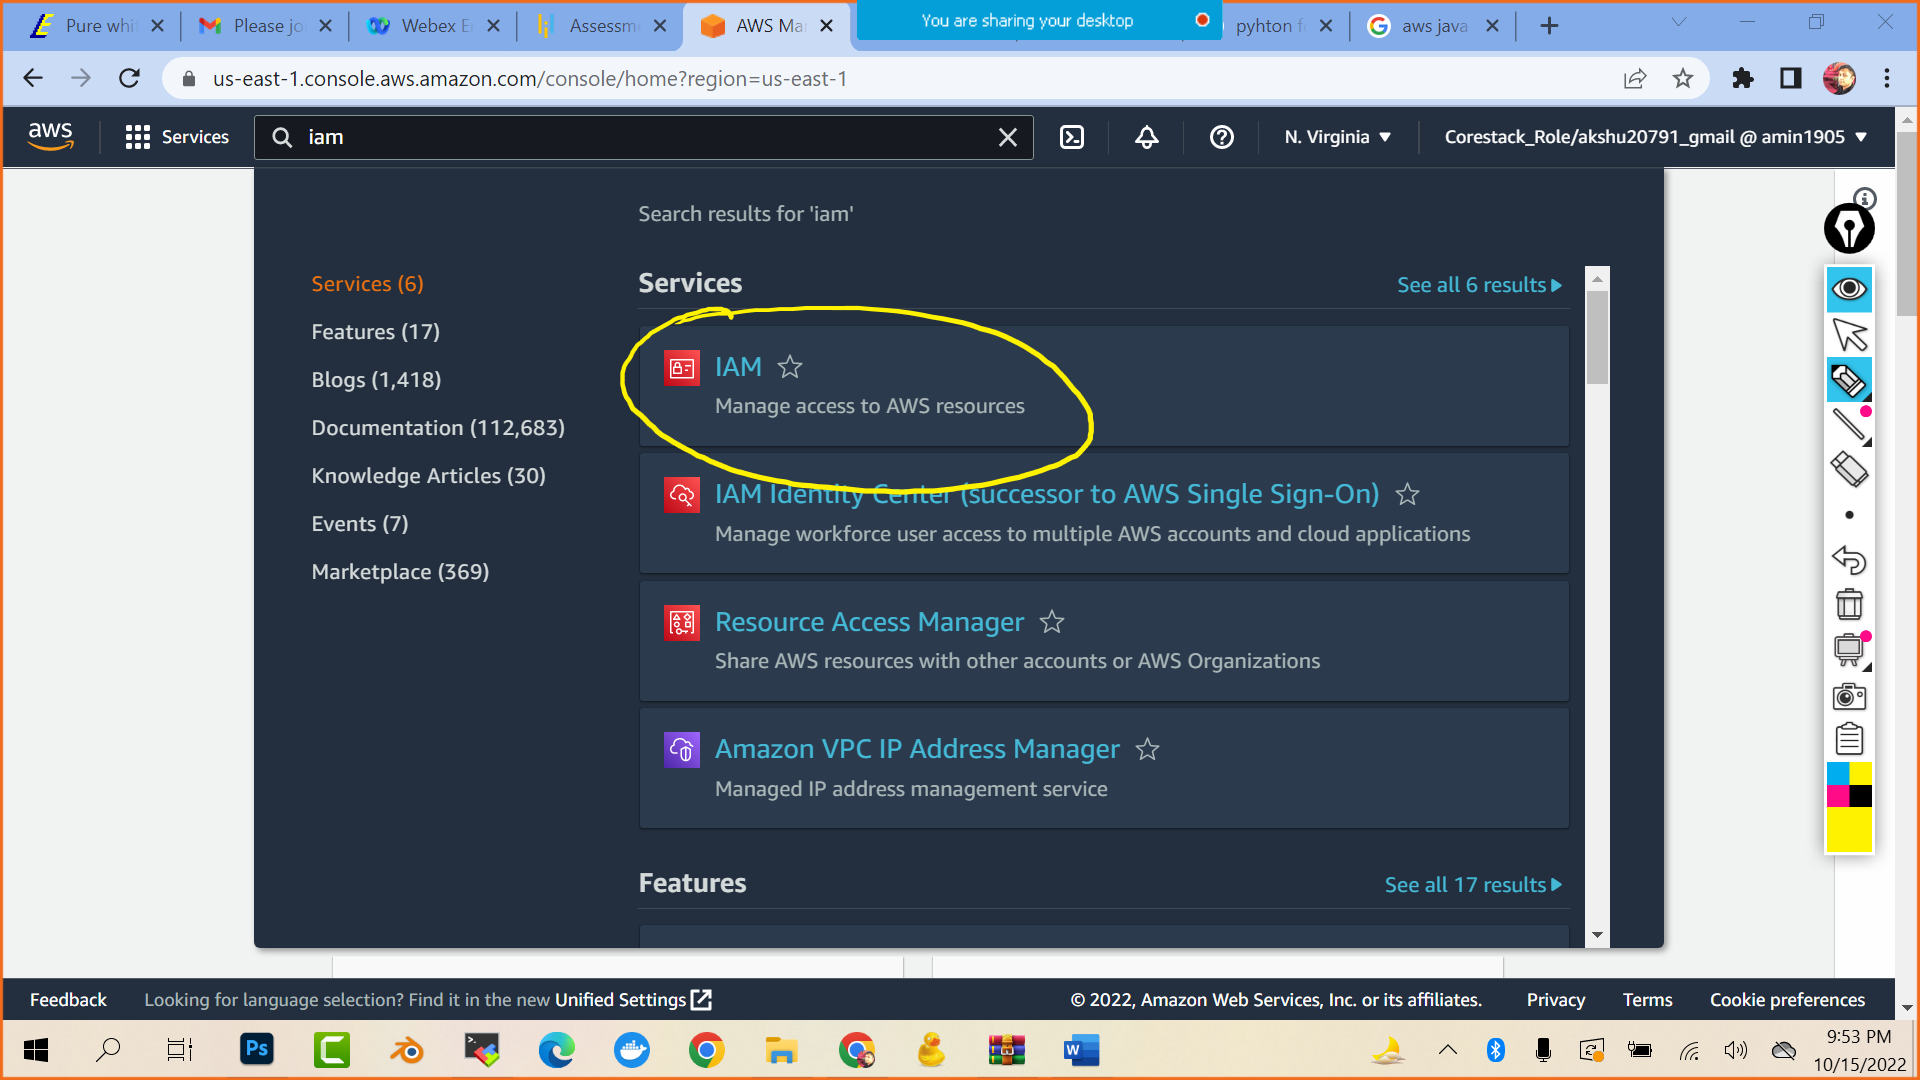 Pure whi
Please jo
Webex E
Assessm
AWS Ma
You are sharing your desktop
pyhton f
aws java
us-east-1.console.aws.amazon.com/console/home?region=us-east-1
aws
Services
iam
N. Virginia
Corestack_Role/akshu20791_gmail @ amin1905
Search results for 'iam'
Services (6)
Features (17)
Blogs (1,418)
Documentation (112,683)
Knowledge Articles (30)
Events (7)
Marketplace (369)
Services
See all 6 results
IAM
Manage access to AWS resources
IAM Identity Center (successor to AWS Single Sign-On)
Manage workforce user access to multiple AWS accounts and cloud applications
Resource Access Manager
Share AWS resources with other accounts or AWS Organizations
Amazon VPC IP Address Manager
Managed IP address management service
Features
See all 17 results
Feedback
Looking for language selection? Find it in the new Unified Settings
© 2022, Amazon Web Services, Inc. or its affiliates.
Privacy
Terms
Cookie preferences
Ps
W
9:53 PM
10/15/2022